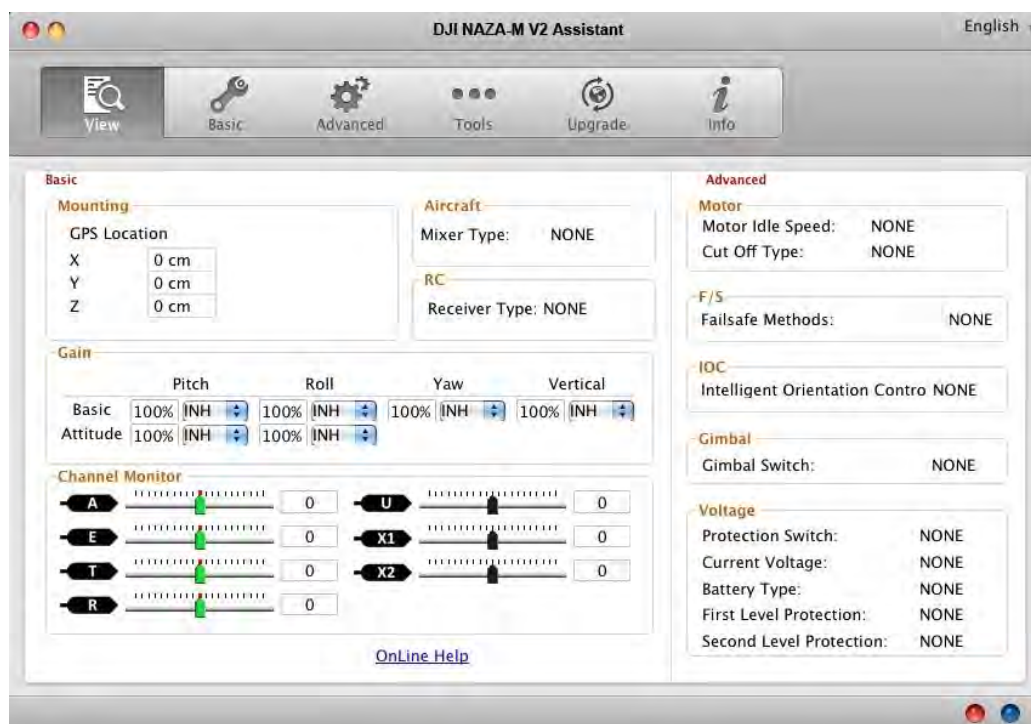 DJI NAZA-M V2 Assistant
English
View Basic Advanced Tools Upgrade Info
Basic
Mounting
GPS Location
X 0 cm
Y 0 cm
Z 0 cm
Aircraft
Mixer Type: NONE
RC
Receiver Type: NONE
Gain
Pitch Roll Yaw Vertical
Basic 100% INH 100% INH 100% INH 100% INH
Attitude 100% INH 100% INH
Channel Monitor
A 0 U 0
E 0 X1 0
T 0 X2 0
R 0
OnLine Help
Advanced
Motor
Motor Idle Speed: NONE
Cut Off Type: NONE
F/S
Failsafe Methods: NONE
IOC
Intelligent Orientation Contro NONE
Gimbal
Gimbal Switch: NONE
Voltage
Protection Switch: NONE
Current Voltage: NONE
Battery Type: NONE
First Level Protection: NONE
Second Level Protection: NONE